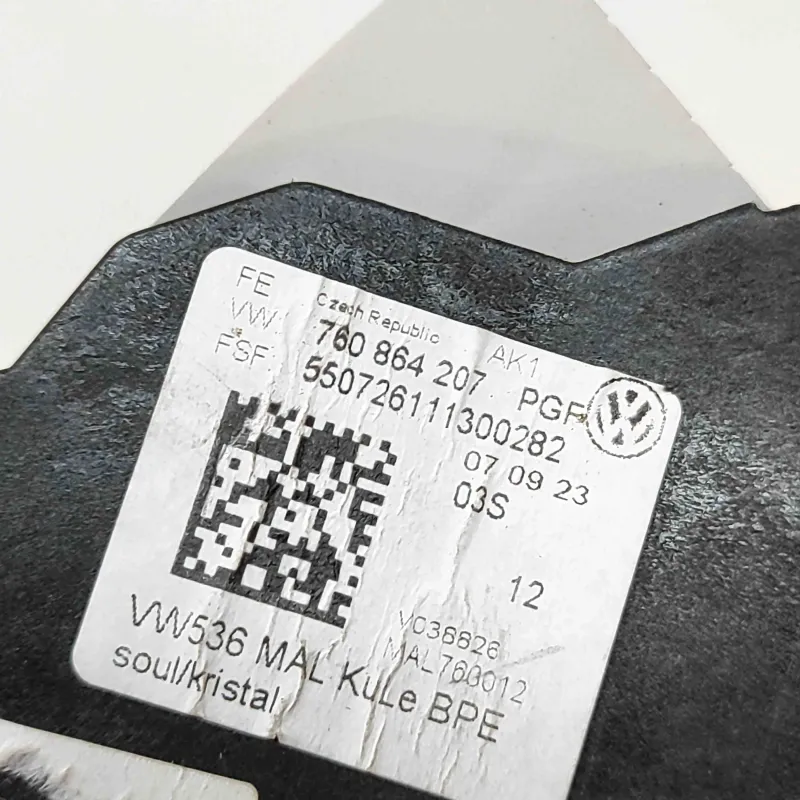 FE Czech Republic AK1
VW 760 864 207 PGF
FSF 550726111300282
07 09 23
03S
12
V038826
MAL760012
VW536 MAL KuLe BPE
soul/kristal